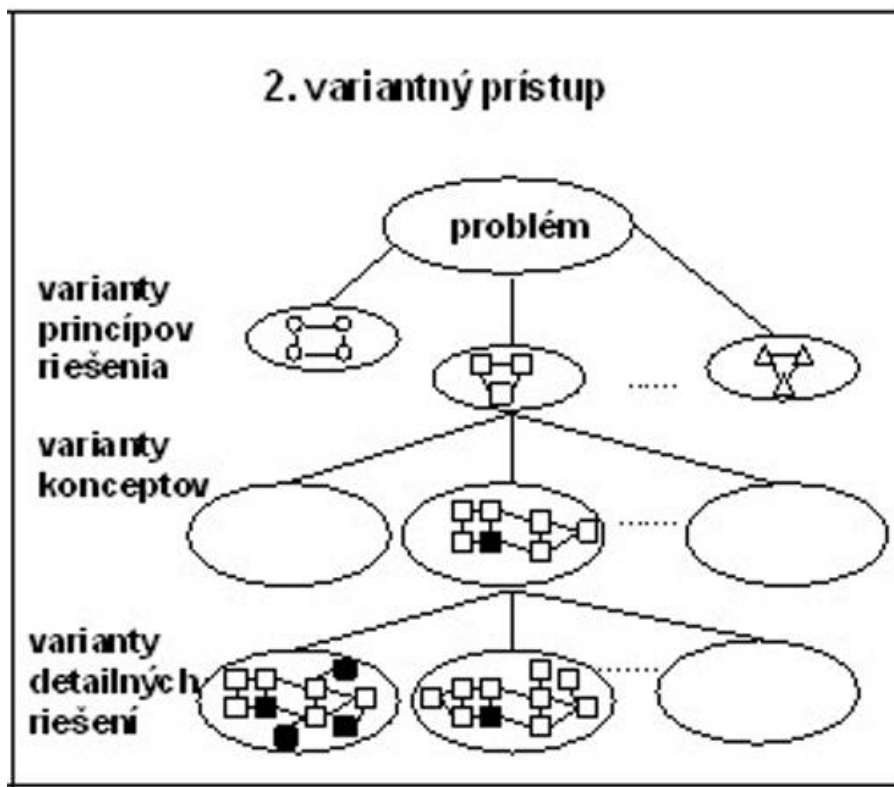 2. variantný prístup
problém
varianty
princípov
riešenia
varianty
konceptov
varianty
detailných
riešení